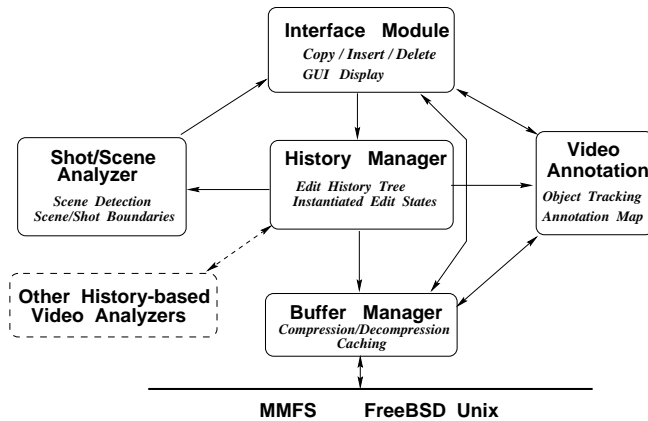 Interface Module
Copy / Insert / Delete
GUI Display
Shot/Scene
Analyzer
Scene Detection
Scene/Shot Boundaries
History Manager
Edit History Tree
Instantiated Edit States
Video
Annotation
Object Tracking
Annotation Map
Other History-based
Video Analyzers
Buffer Manager
Compression/Decompression
Caching
MMFS FreeBSD Unix